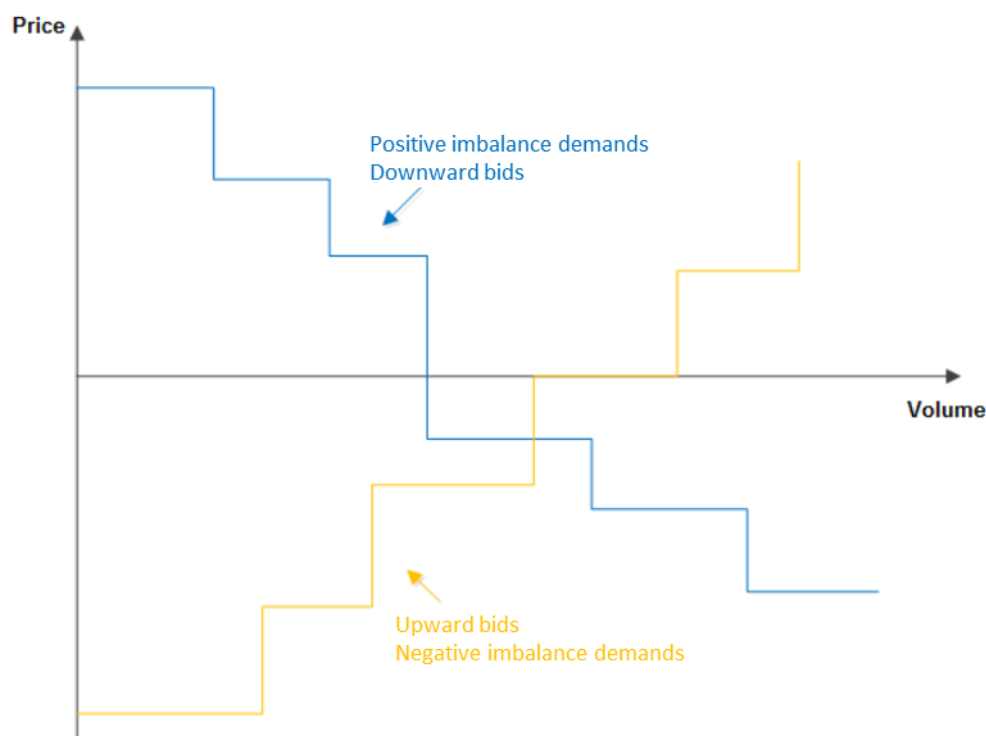 Price
Positive imbalance demands
Downward bids
Volume
Upward bids
Negative imbalance demands